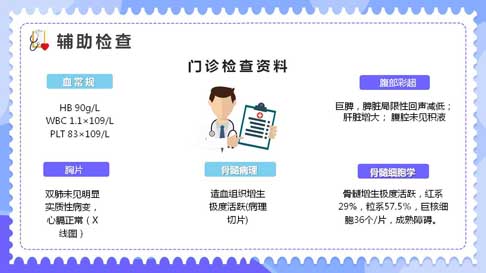 辅助检查
门诊检查资料
血常规
HB 90g/L
WBC 1.1×109/L
PLT 83×109/L
腹部彩超
巨脾，脾脏局限性回声减低；
肝脏增大； 腹腔未见积液
胸片
双肺未见明显
实质性病变，
心膈正常（X
线图）
骨髓病理
造血组织增生
极度活跃(病理
切片)
骨髓细胞学
骨髓增生极度活跃，红系
29%，粒系57.5%，巨核细
胞36个/片，成熟障碍。